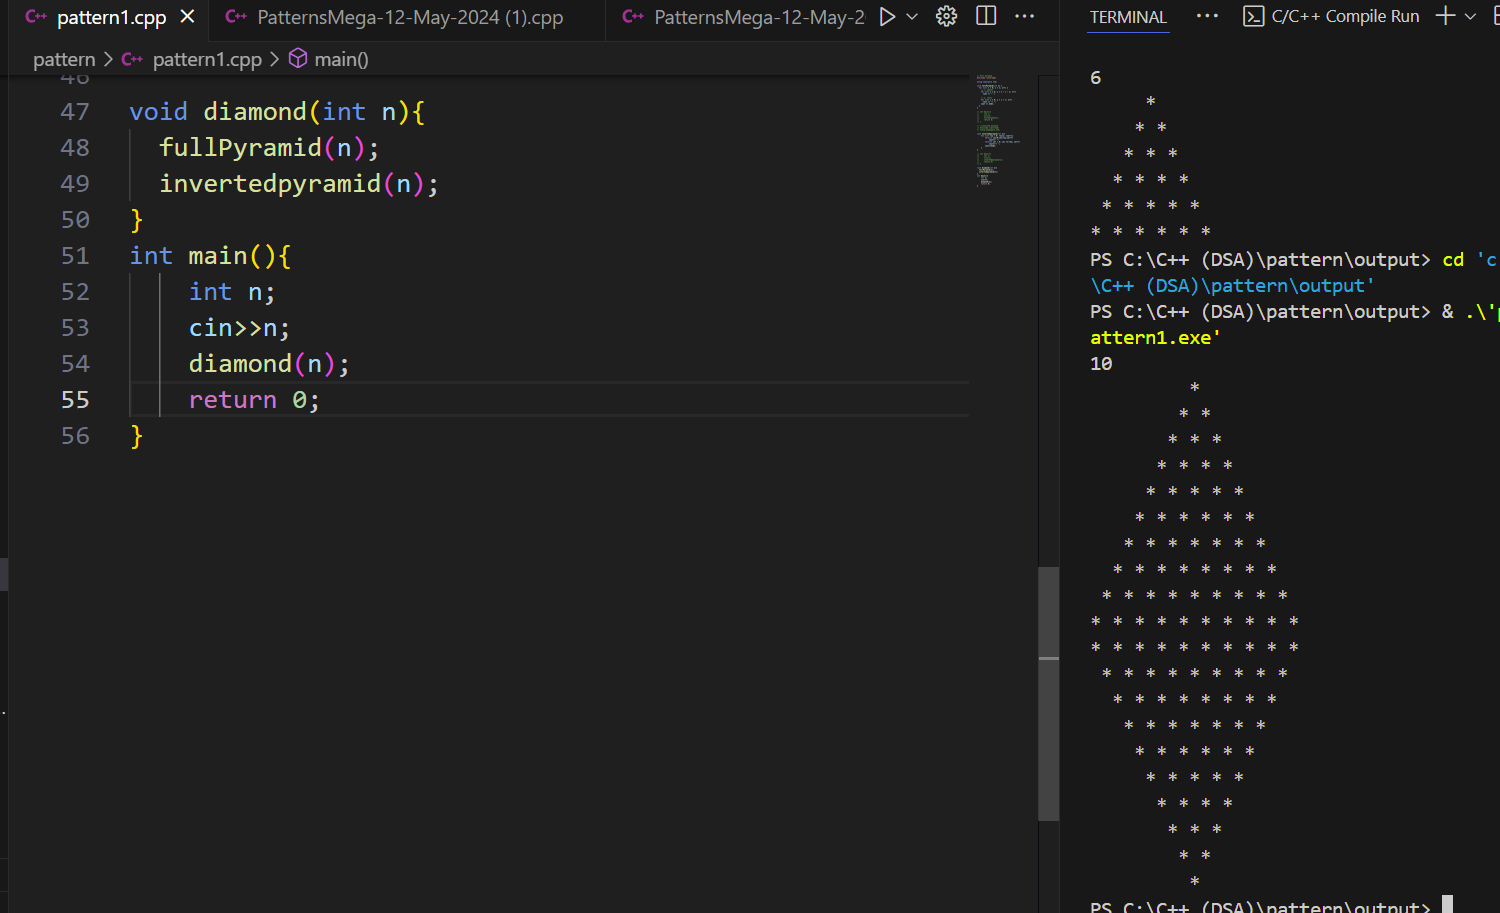 pattern1.cpp
PatternsMega-12-May-2024 (1).cpp
PatternsMega-12-May-2
pattern > pattern1.cpp > main()
46
47 void diamond(int n){
48 fullPyramid(n);
49 invertedpyramid(n);
50 }
51 int main(){
52 int n;
53 cin>>n;
54 diamond(n);
55 return 0;
56 }
TERMINAL ··· C/C++ Compile Run
6
*
* *
* * *
* * * *
* * * * *
* * * * * *
PS C:\C++ (DSA)\pattern\output> cd 'c
\C++ (DSA)\pattern\output'
PS C:\C++ (DSA)\pattern\output> & .\'p
attern1.exe'
10
*
* *
* * *
* * * *
* * * * *
* * * * * *
* * * * * * *
* * * * * * * *
* * * * * * * * *
* * * * * * * * * *
* * * * * * * * * *
* * * * * * * * *
* * * * * * * *
* * * * * * *
* * * * * *
* * * * *
* * * *
* * *
* *
*
PS C:\C++ (DSA)\pattern\output>